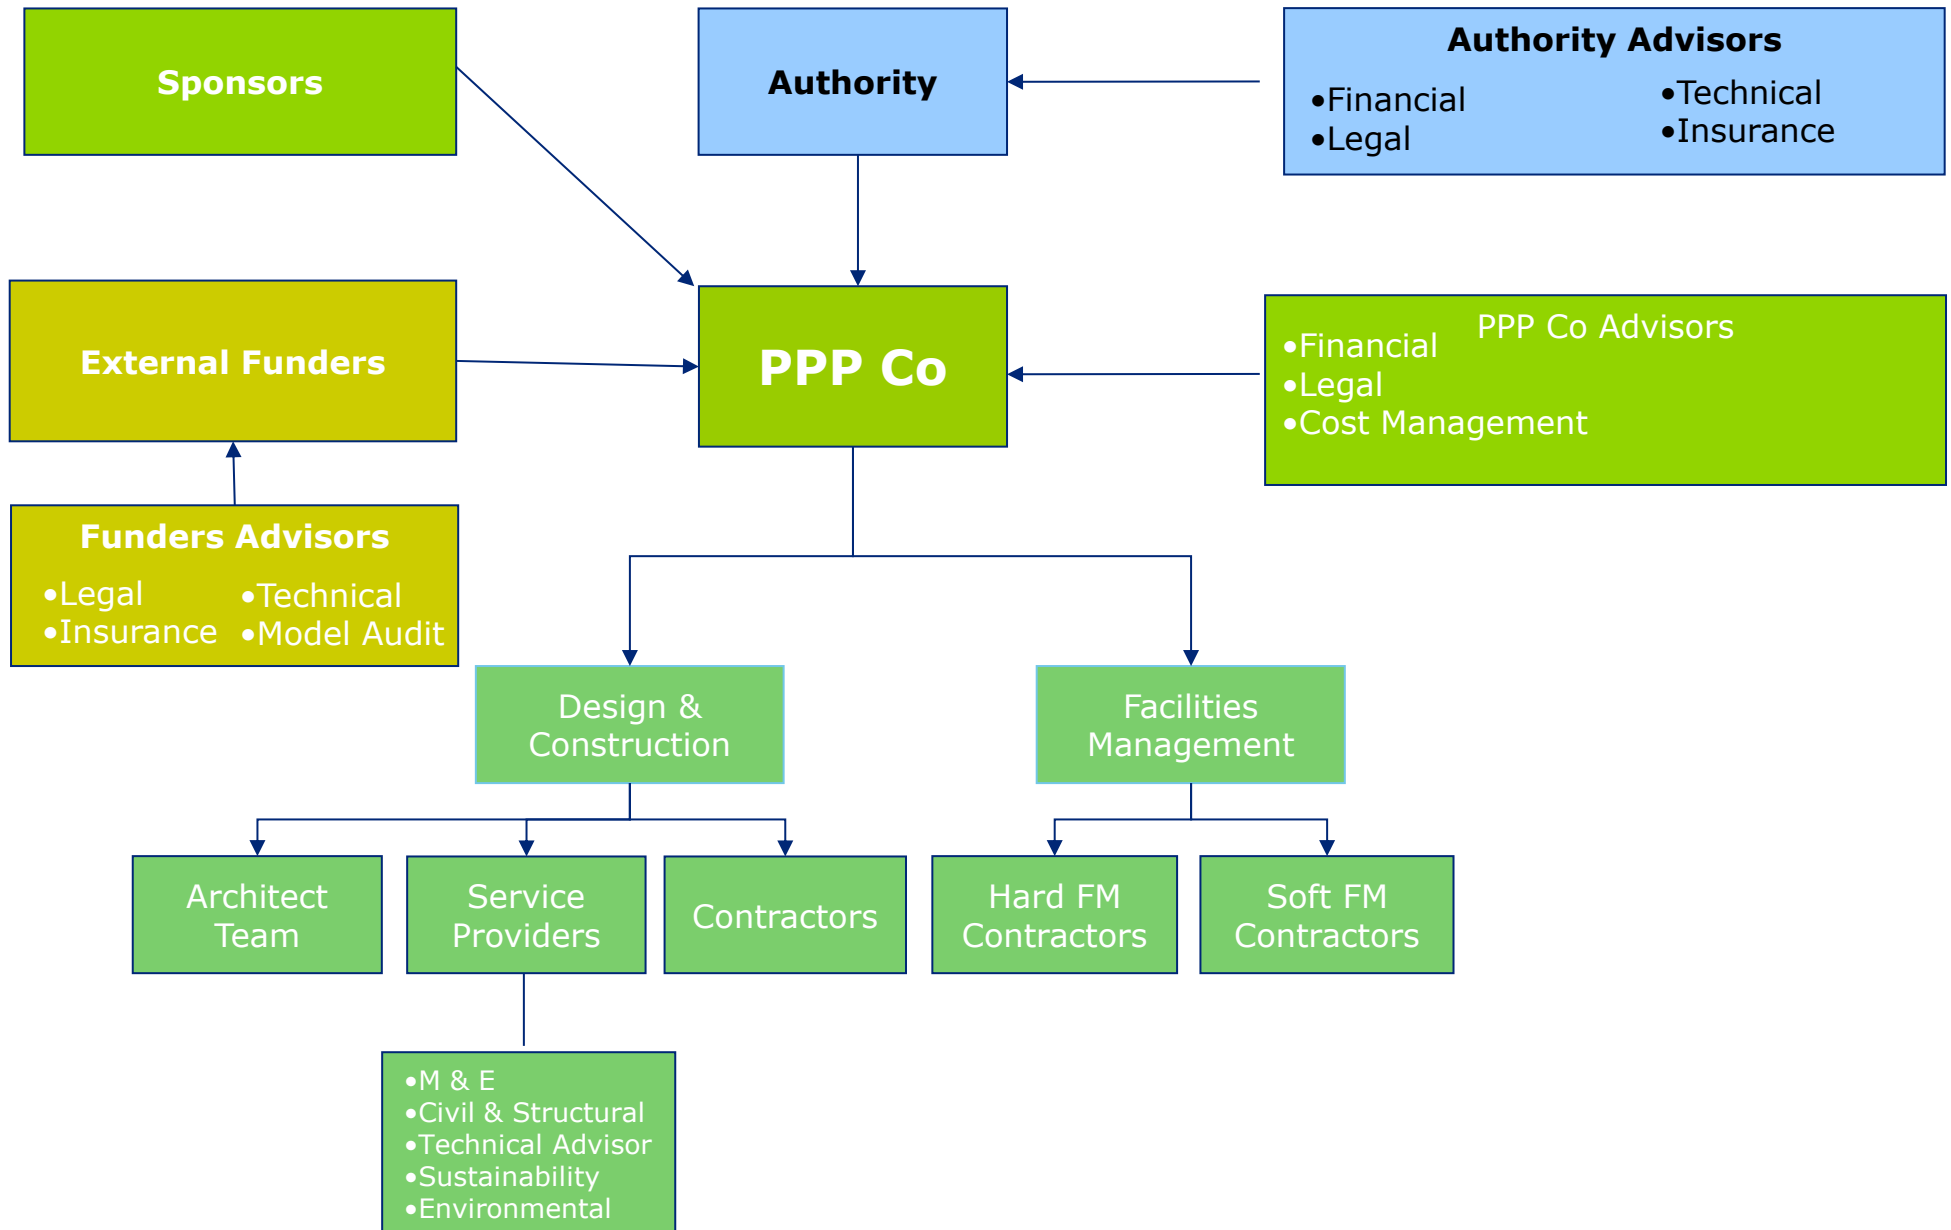 Sponsors
Authority
Authority Advisors
•Financial
•Legal
•Technical
•Insurance
External Funders
PPP Co
PPP Co Advisors
•Financial
•Legal
•Cost Management
Funders Advisors
•Legal
•Insurance
•Technical
•Model Audit
Design &
Construction
Facilities
Management
Architect
Team
Service
Providers
Contractors
Hard FM
Contractors
Soft FM
Contractors
•M & E
•Civil & Structural
•Technical Advisor
•Sustainability
•Environmental